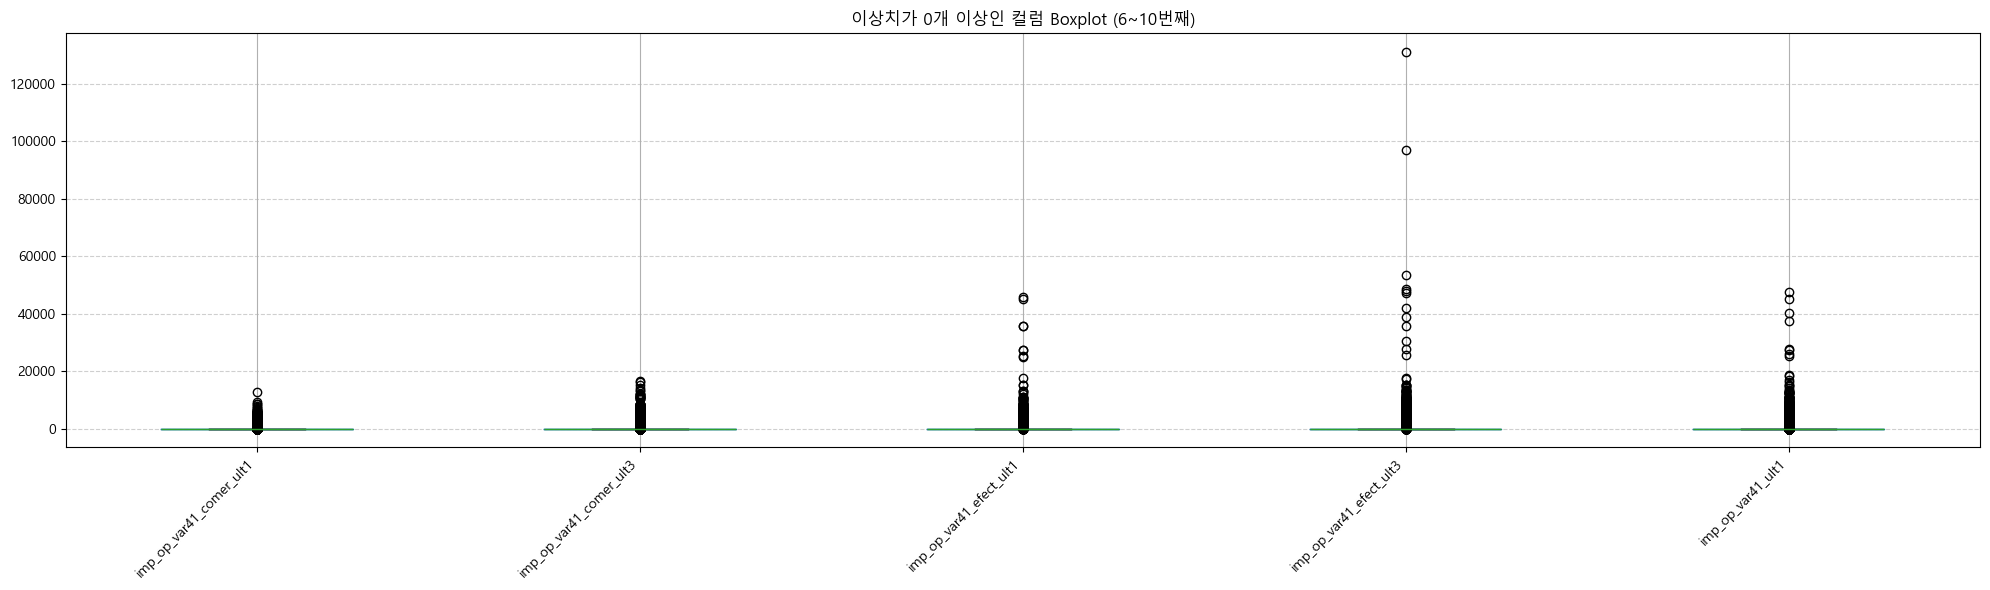 이상치가 0개 이상인 컬럼 Boxplot (6~10번째)
120000
100000
80000
60000
40000
20000
0
imp_op_var41_comer_ult1
imp_op_var41_comer_ult3
imp_op_var41_efect_ult1
imp_op_var41_efect_ult3
imp_op_var41_ult1